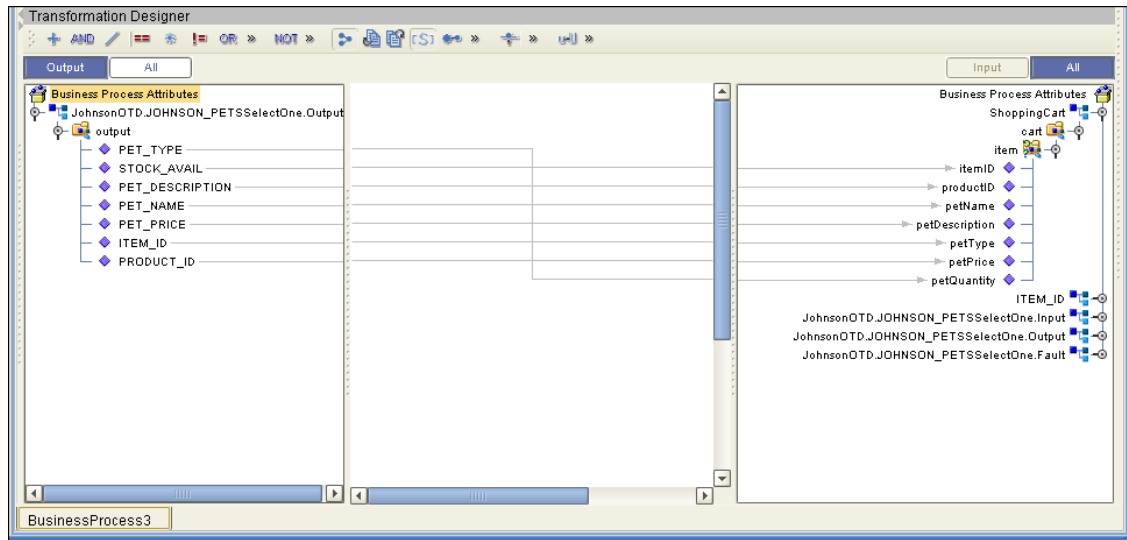 Transformation Designer
AND == != OR » NOT » [S] » » »
Output All Input All
Business Process Attributes
JohnsonOTD.JOHNSON_PETSSelectOne.Output
output
PET_TYPE
STOCK_AVAIL
PET_DESCRIPTION
PET_NAME
PET_PRICE
ITEM_ID
PRODUCT_ID
Business Process Attributes
ShoppingCart
cart
item
itemID
productID
petName
petDescription
petType
petPrice
petQuantity
ITEM_ID
JohnsonOTD.JOHNSON_PETSSelectOne.Input
JohnsonOTD.JOHNSON_PETSSelectOne.Output
JohnsonOTD.JOHNSON_PETSSelectOne.Fault
BusinessProcess3